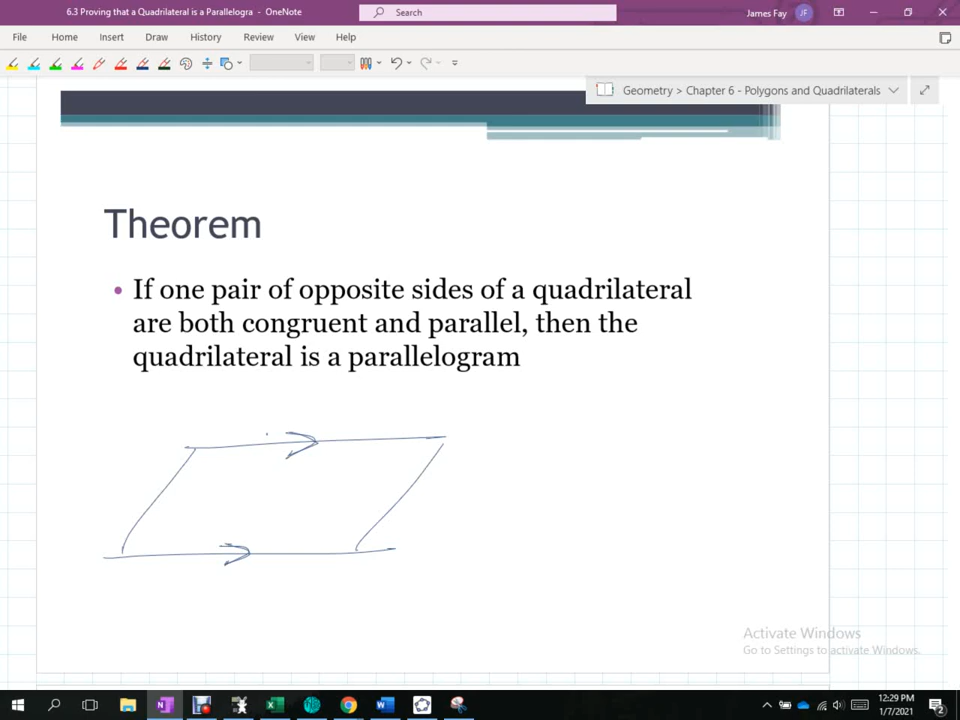 6.3 Proving that a Quadrilateral is a Parallelogra - OneNote
Search
James Fay
JF
File Home Insert Draw History Review View Help
Geometry > Chapter 6 - Polygons and Quadrilaterals
Theorem
• If one pair of opposite sides of a quadrilateral
are both congruent and parallel, then the
quadrilateral is a parallelogram
Activate Windows
Go to Settings to activate Windows.
12:29 PM
1/7/2021
2